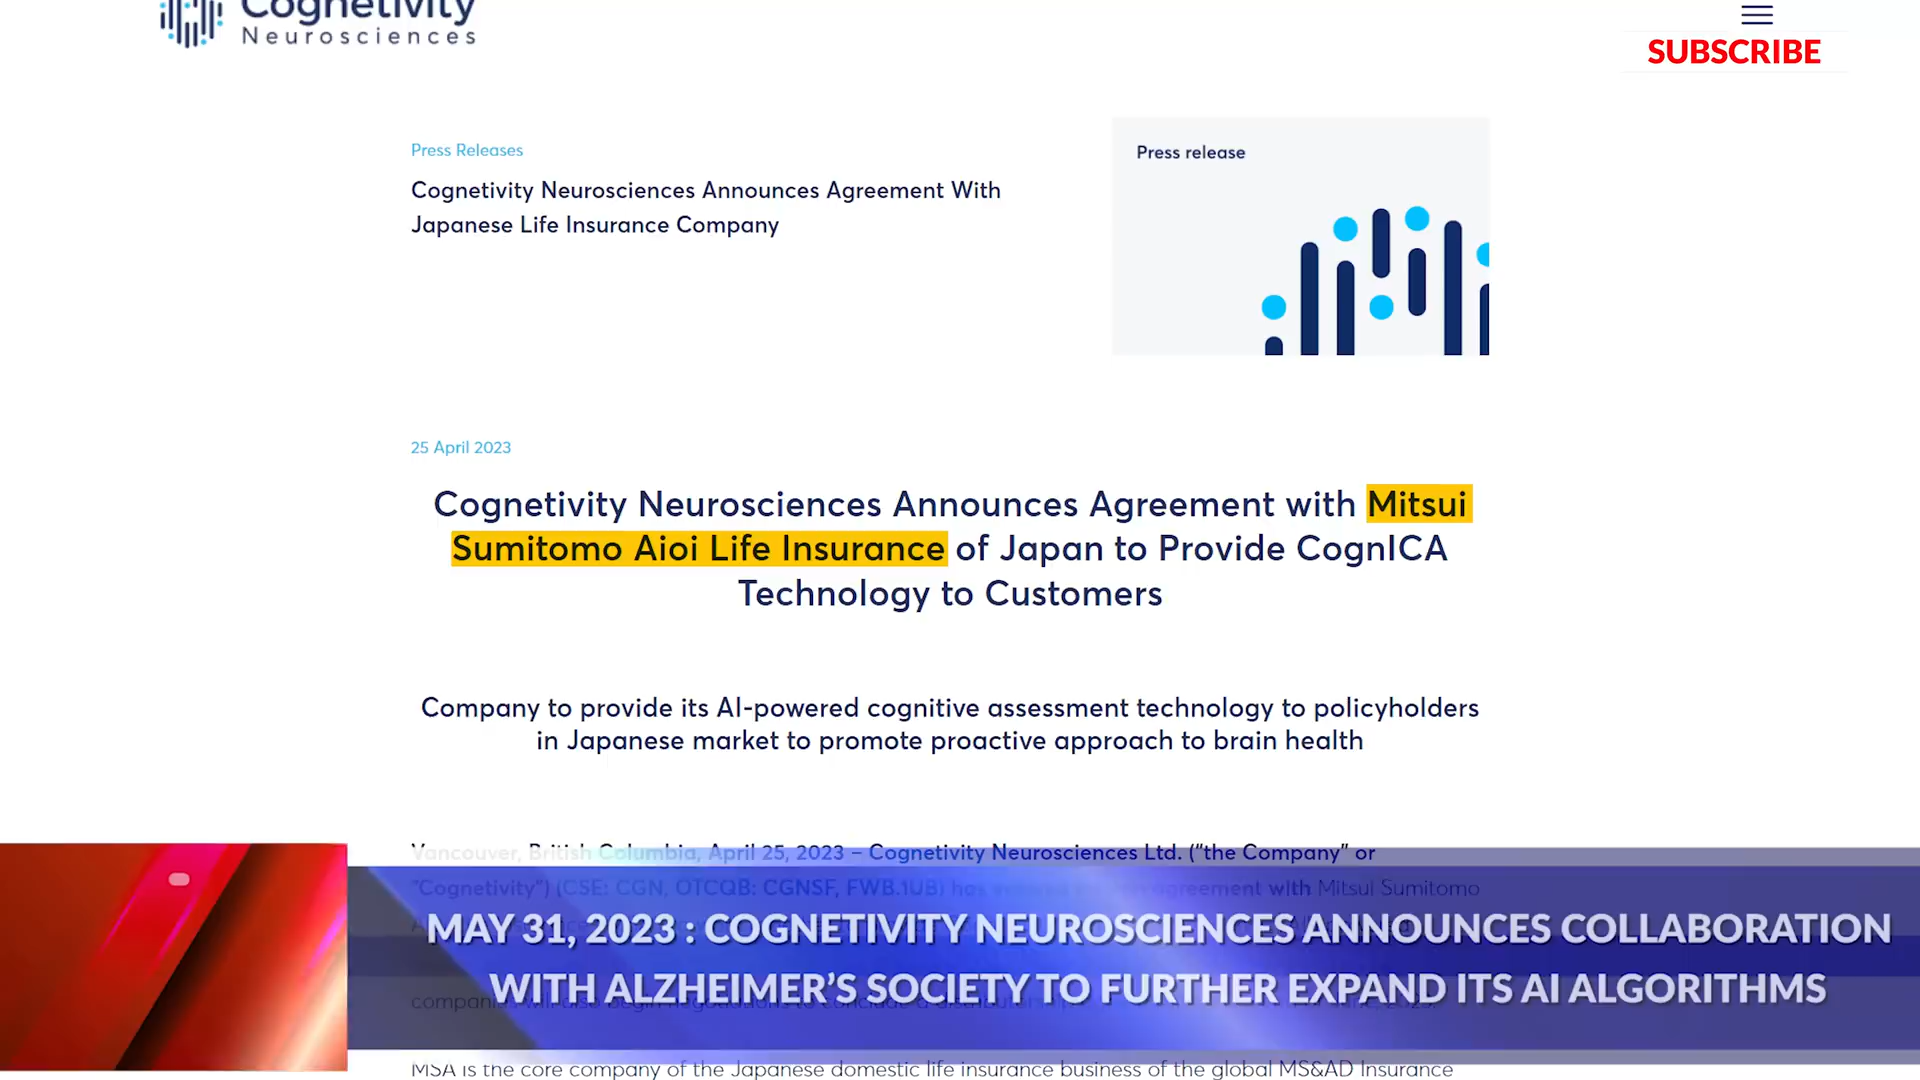 Cognetivity
Neurosciences
SUBSCRIBE
Press Releases
Cognetivity Neurosciences Announces Agreement With
Japanese Life Insurance Company
Press release
25 April 2023
Cognetivity Neurosciences Announces Agreement with Mitsui
Sumitomo Aioi Life Insurance of Japan to Provide CognICA
Technology to Customers
Company to provide its AI-powered cognitive assessment technology to policyholders
in Japanese market to promote proactive approach to brain health
Vancouver, British Columbia, April 25, 2023 – Cognetivity Neurosciences Ltd. (“the Company” or
“Cognetivity”) (CSE: CGN, OTCQB: CGNSF, FWB:1UB) has agreement with Mitsui Sumitomo
MAY 31, 2023 : COGNETIVITY NEUROSCIENCES ANNOUNCES COLLABORATION
WITH ALZHEIMER’S SOCIETY TO FURTHER EXPAND ITS AI ALGORITHMS
MSA is the core company of the Japanese domestic life insurance business of the global MS&AD Insurance